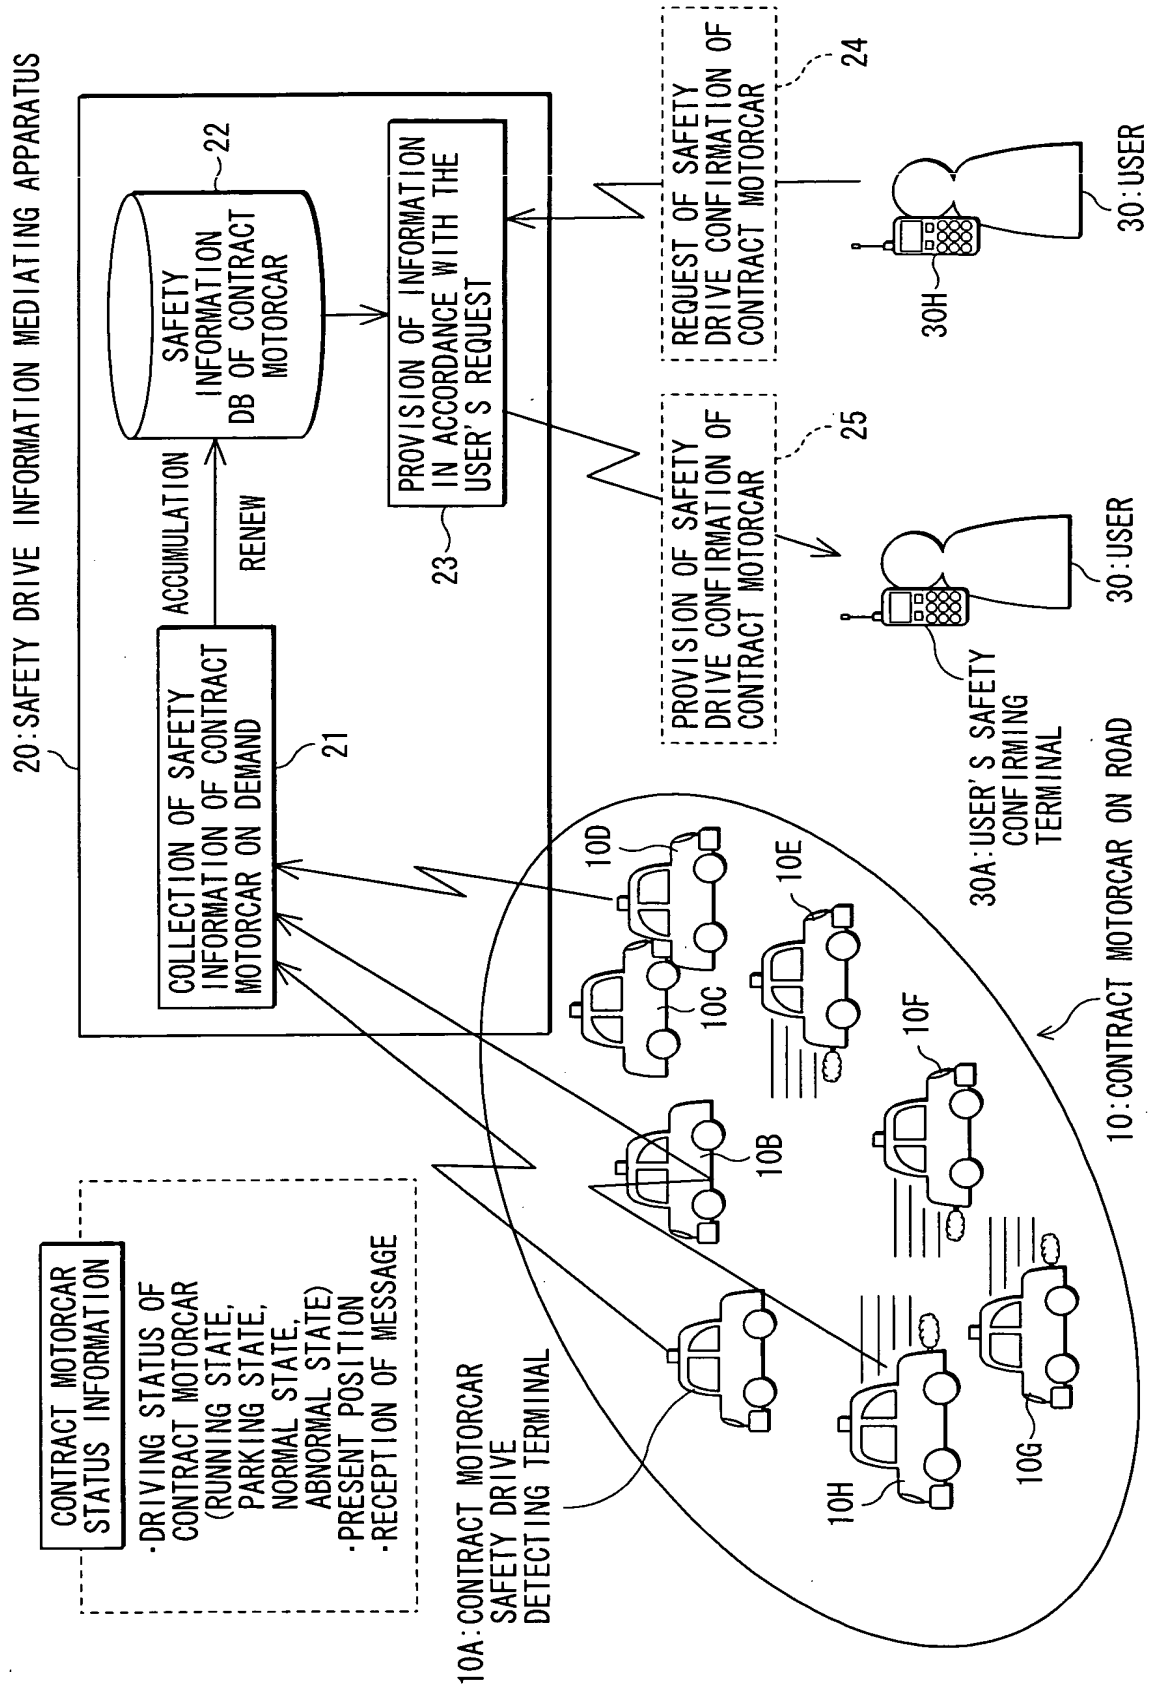 20:SAFETY DRIVE INFORMATION MEDIATING APPARATUS
CONTRACT MOTORCAR
STATUS INFORMATION
·DRIVING STATUS OF
CONTRACT MOTORCAR
(RUNNING STATE,
PARKING STATE,
NORMAL STATE,
ABNORMAL STATE)
·PRESENT POSITION
·RECEPTION OF MESSAGE
COLLECTION OF SAFETY
INFORMATION OF CONTRACT
MOTORCAR ON DEMAND
21
ACCUMULATION
RENEW
SAFETY
INFORMATION
DB OF CONTRACT
MOTORCAR
22
PROVISION OF INFORMATION
IN ACCORDANCE WITH THE
USER'S REQUEST
23
10A:CONTRACT MOTORCAR
SAFETY DRIVE
DETECTING TERMINAL
10B
10C
10D
10E
10F
10G
10H
10:CONTRACT MOTORCAR ON ROAD
PROVISION OF SAFETY
DRIVE CONFIRMATION OF
CONTRACT MOTORCAR
25
REQUEST OF SAFETY
DRIVE CONFIRMATION OF
CONTRACT MOTORCAR
24
30A:USER'S SAFETY
CONFIRMING
TERMINAL
30:USER
30H
30:USER